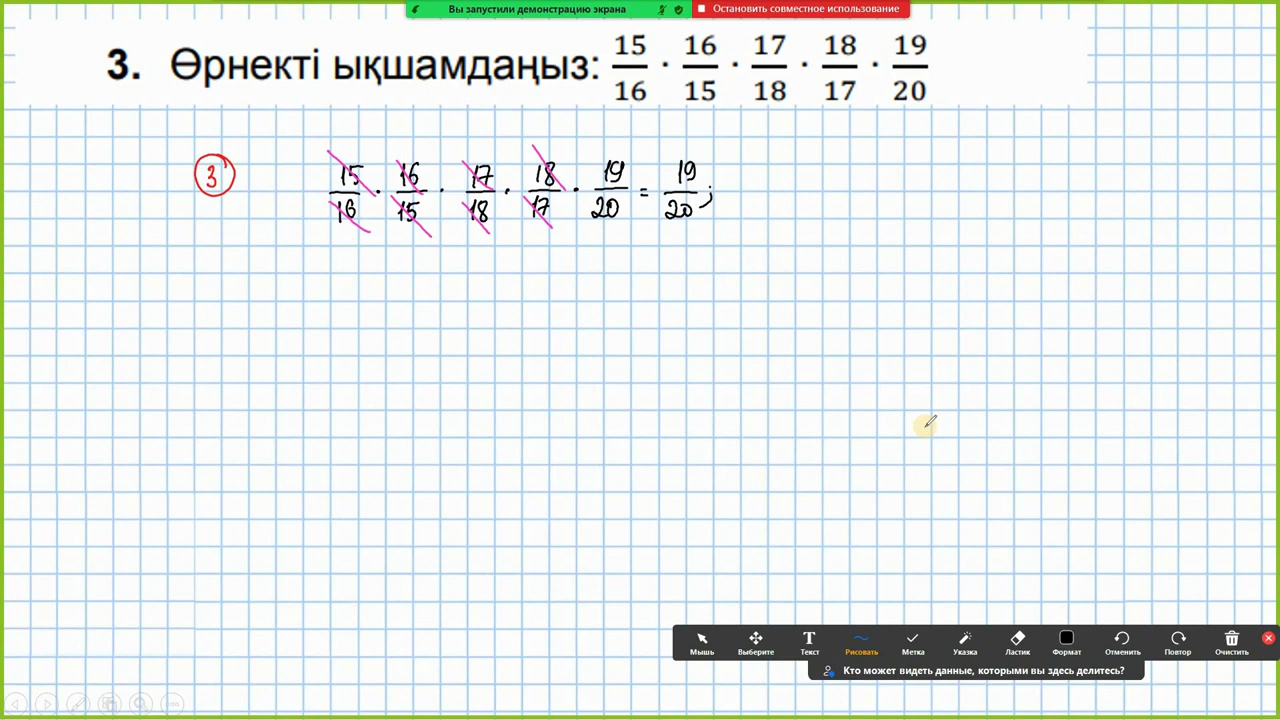 Вы запустили демонстрацию экрана
Остановить совместное использование
3. Өрнекті ықшамдаңыз: 15/16 · 16/15 · 17/18 · 18/17 · 19/20
3 15/16 · 16/15 · 17/18 · 18/17 · 19/20 = 19/20;
Мышь Выберите Текст Рисовать Метка Указка Ластик Формат Отменить Повтор Очистить
Кто может видеть данные, которыми вы здесь делитесь?